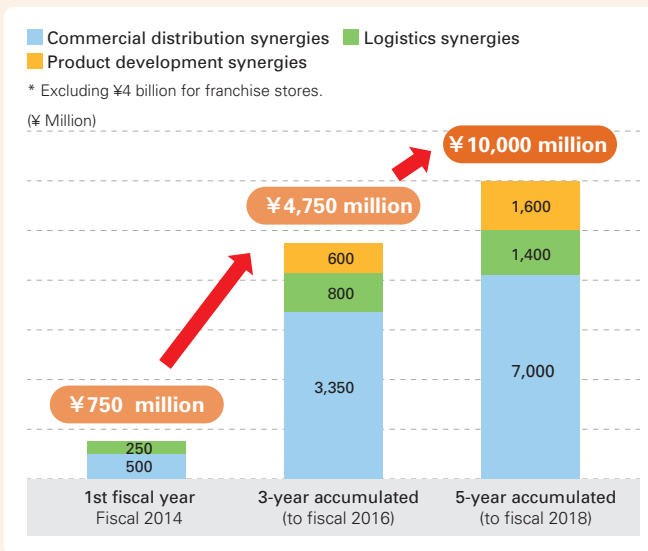 Commercial distribution synergies Logistics synergies
Product development synergies
* Excluding ¥4 billion for franchise stores.
(¥ Million)
¥10,000 million
¥4,750 million
1,600
600
1,400
800
7,000
3,350
¥750 million
250
500
1st fiscal year 3-year accumulated 5-year accumulated
Fiscal 2014 (to fiscal 2016) (to fiscal 2018)